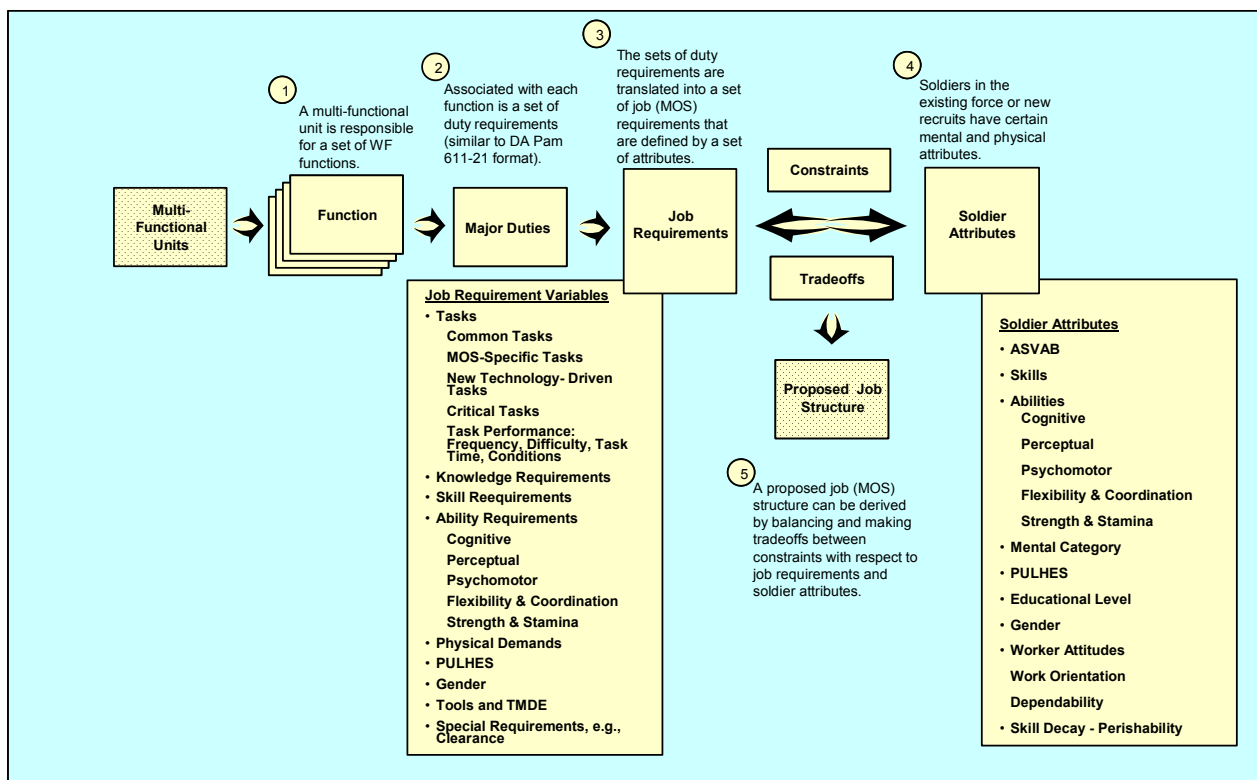 1
A multi-functional
unit is responsible
for a set of WF
functions.
2
Associated with each
function is a set of
duty requirements
(similar to DA Pam
611-21 format).
3
The sets of duty
requirements are
translated into a set
of job (MOS)
requirements that
are defined by a set
of attributes.
4
Soldiers in the
existing force or new
recruits have certain
mental and physical
attributes.
Multi-
Functional
Units
Function
Major Duties
Job
Requirements
Constraints
Tradeoffs
Soldier
Attributes
Proposed Job
Structure
5
A proposed job (MOS)
structure can be derived
by balancing and making
tradeoffs between
constraints with respect to
job requirements and
soldier attributes.
Job Requirement Variables
• Tasks
Common Tasks
MOS-Specific Tasks
New Technology- Driven
Tasks
Critical Tasks
Task Performance:
Frequency, Difficulty, Task
Time, Conditions
• Knowledge Requirements
• Skill Reequirements
• Ability Requirements
Cognitive
Perceptual
Psychomotor
Flexibility & Coordination
Strength & Stamina
• Physical Demands
• PULHES
• Gender
• Tools and TMDE
• Special Requirements, e.g.,
Clearance
Soldier Attributes
• ASVAB
• Skills
• Abilities
Cognitive
Perceptual
Psychomotor
Flexibility & Coordination
Strength & Stamina
• Mental Category
• PULHES
• Educational Level
• Gender
• Worker Attitudes
Work Orientation
Dependability
• Skill Decay - Perishability